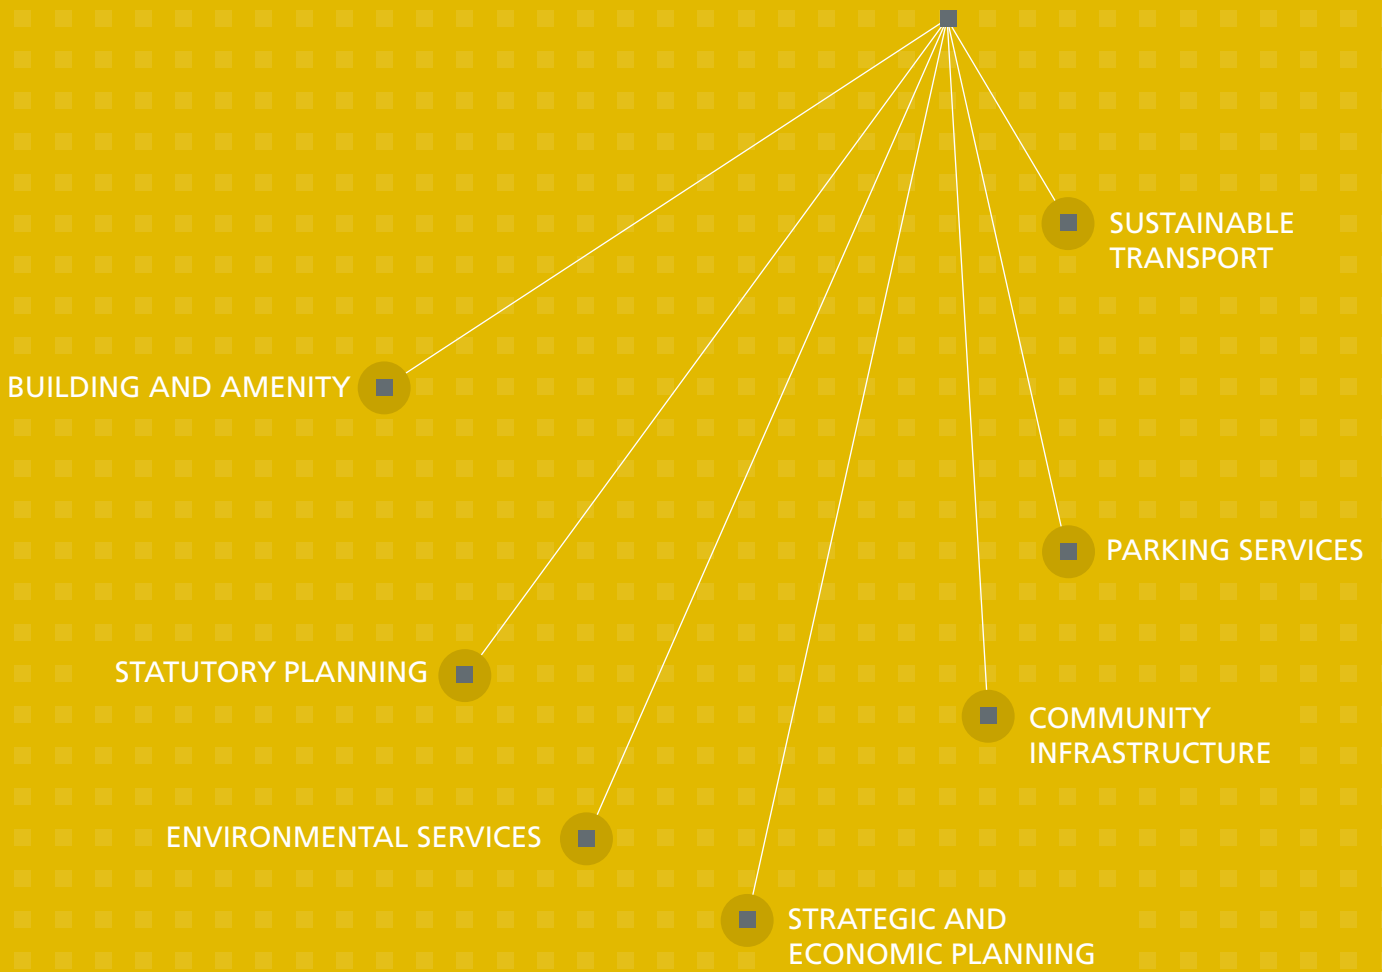 SUSTAINABLE
TRANSPORT
BUILDING AND AMENITY
PARKING SERVICES
STATUTORY PLANNING
COMMUNITY
INFRASTRUCTURE
ENVIRONMENTAL SERVICES
STRATEGIC AND
ECONOMIC PLANNING